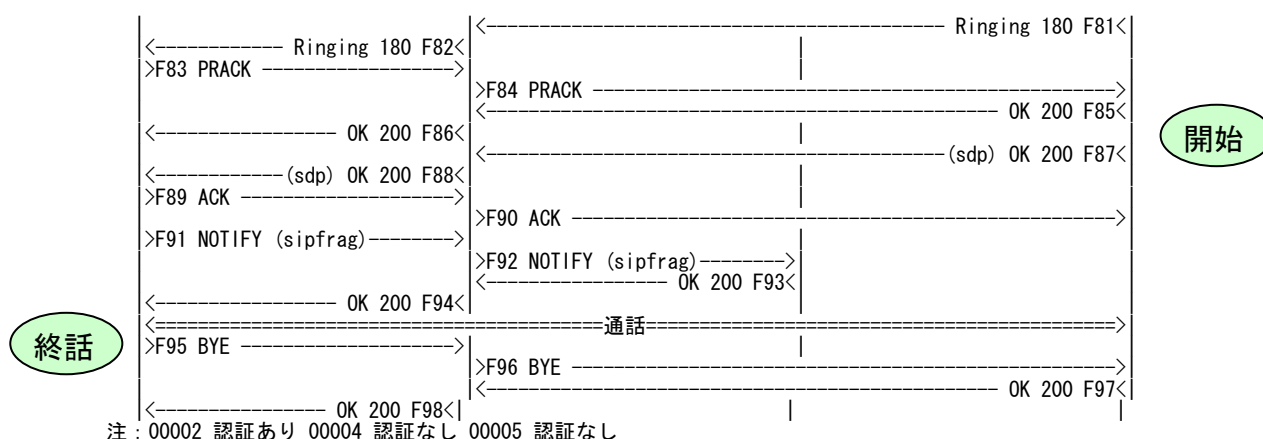 |<------------------------------------------- Ringing 180 F81<|
|<------------ Ringing 180 F82<|
|>F83 PRACK ------------------>|
|>F84 PRACK ------------------------------------------------->|
|<------------------------------------------------ OK 200 F85<|
|<----------------- OK 200 F86<|
開始
|<-------------------------------------------(sdp) OK 200 F87<|
|<------------(sdp) OK 200 F88<|
|>F89 ACK -------------------->|
|>F90 ACK --------------------------------------------------->|
|>F91 NOTIFY (sipfrag)-------->|
|>F92 NOTIFY (sipfrag)-------->|
|<----------------- OK 200 F93<|
|<----------------- OK 200 F94<|
|<==========================================通話============================================>|
終話
|>F95 BYE --------------------->|
|>F96 BYE --------------------------------------------------->|
|<------------------------------------------------ OK 200 F97<|
|<---------------- OK 200 F98<|
注：00002 認証あり 00004 認証なし 00005 認証なし